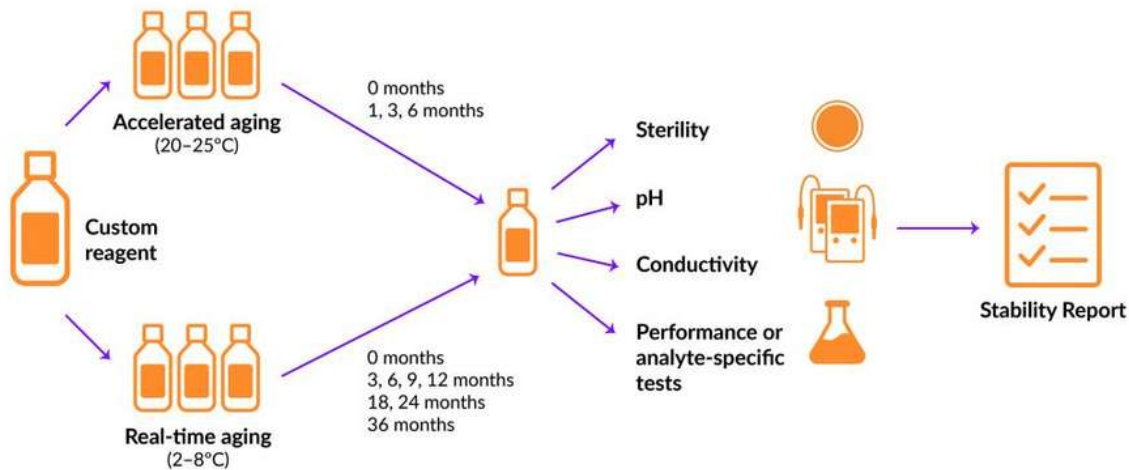 Accelerated aging
(20–25°C)
0 months
1, 3, 6 months
Custom
reagent
Real-time aging
(2–8°C)
0 months
3, 6, 9, 12 months
18, 24 months
36 months
Sterility
pH
Conductivity
Performance or
analyte-specific
tests
Stability Report